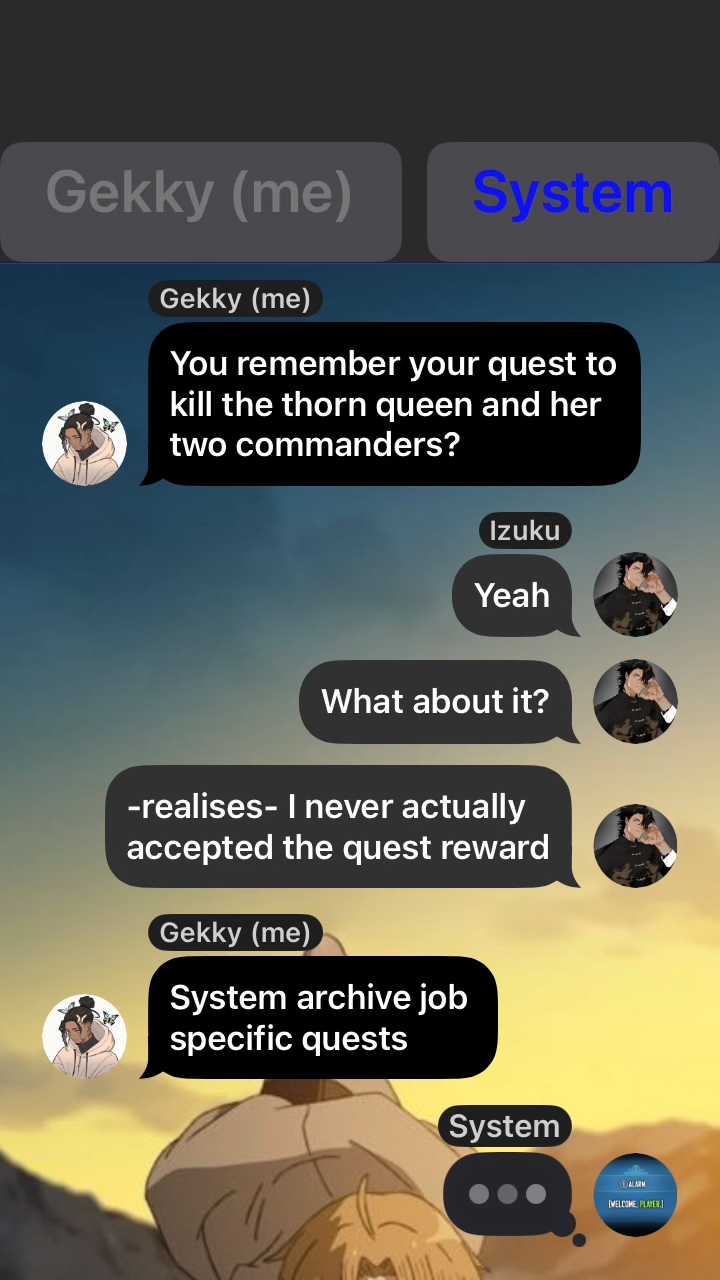 Gekky (me)
System
Gekky (me)
You remember your quest to
kill the thorn queen and her
two commanders?
Izuku
Yeah
What about it?
-realises- I never actually
accepted the quest reward
Gekky (me)
System archive job
specific quests
System
ALARM
[WELCOME, PLAYER.]